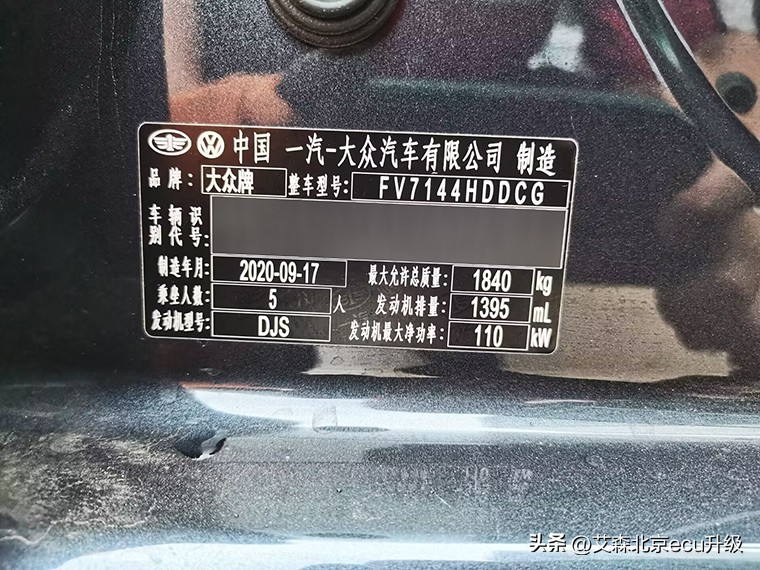 中国 一汽-大众汽车有限公司 制造
品牌: 大众牌 整车型号: FV7144HDDCG
车辆识别代号:
制造年月: 2020-09-17 最大允许总质量: 1840 kg
乘座人数: 5 人 发动机排量: 1395 mL
发动机型号: DJS 发动机最大净功率: 110 kW
头条 @艾森北京ecu升级